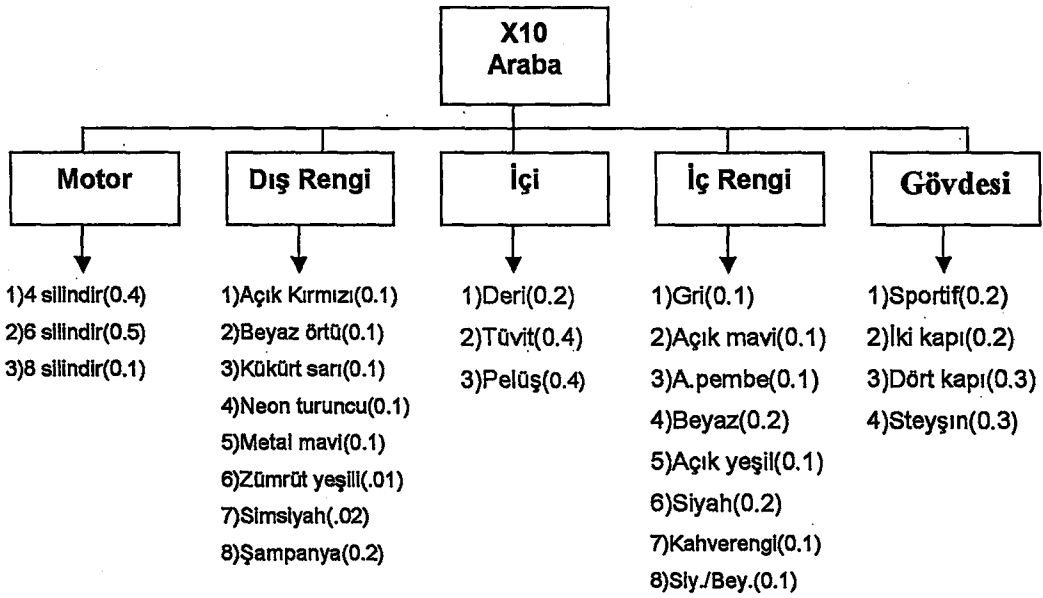 X10
Araba
Motor
1)4 silindir(0.4)
2)6 silindir(0.5)
3)8 silindir(0.1)
Dış Rengi
1)Açık Kırmızı(0.1)
2)Beyaz örtü(0.1)
3)Kükürt sarı(0.1)
4)Neon turuncu(0.1)
5)Metal mavi(0.1)
6)Zümrüt yeşili(.01)
7)Simsiyah(.02)
8)Şampanya(0.2)
İçi
1)Deri(0.2)
2)Tüvit(0.4)
3)Pelüş(0.4)
İç Rengi
1)Gri(0.1)
2)Açık mavi(0.1)
3)A.pembe(0.1)
4)Beyaz(0.2)
5)Açık yeşil(0.1)
6)Siyah(0.2)
7)Kahverengi(0.1)
8)Siy./Bey.(0.1)
Gövdesi
1)Sportif(0.2)
2)İki kapı(0.2)
3)Dört kapı(0.3)
4)Steyşın(0.3)